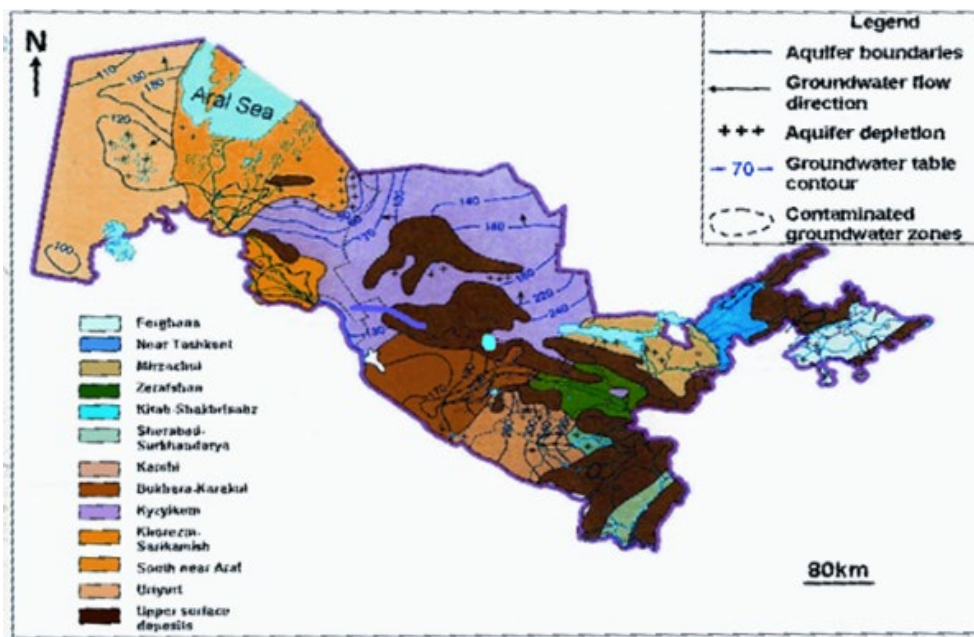 N
Aral Sea
110
150
180
120
100
70
130
140
180
160
220
240
170
Legend
Aquifer boundaries
Groundwater flow
direction
Aquifer depletion
70
Groundwater table
contour
Contaminated
groundwater zones
Ferghana
Near Tashkent
Mirzachul
Zerafshan
Kitab-Shakhrisabz
Sherabad-
Surkhandarya
Karshi
Bukhara-Karakul
Kyzylkum
Khorezm-
Sarikamish
South near Aral
Upper surface
deposits
80km